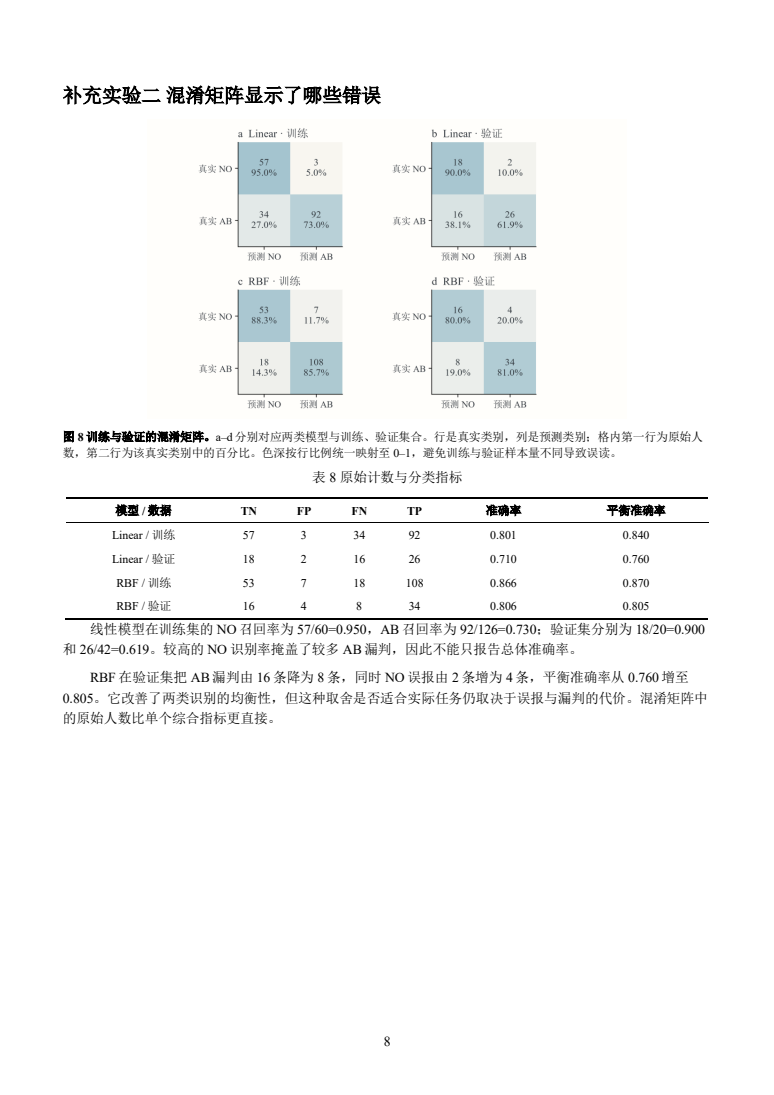 补充实验二 混淆矩阵显示了哪些错误
a Linear · 训练
真实 NO
57
95.0%
3
5.0%
真实 AB
34
27.0%
92
73.0%
预测 NO 预测 AB
b Linear · 验证
真实 NO
18
90.0%
2
10.0%
真实 AB
16
38.1%
26
61.9%
预测 NO 预测 AB
c RBF · 训练
真实 NO
53
88.3%
7
11.7%
真实 AB
18
14.3%
108
85.7%
预测 NO 预测 AB
d RBF · 验证
真实 NO
16
80.0%
4
20.0%
真实 AB
8
19.0%
34
81.0%
预测 NO 预测 AB
图 8 训练与验证的混淆矩阵。a–d 分别对应两类模型与训练、验证集合。行是真实类别，列是预测类别；格内第一行为原始人
数，第二行为该真实类别中的百分比。色深按行比例统一映射至 0–1，避免训练与验证样本量不同导致误读。
表 8 原始计数与分类指标
模型 / 数据 TN FP FN TP 准确率 平衡准确率
Linear / 训练 57 3 34 92 0.801 0.840
Linear / 验证 18 2 16 26 0.710 0.760
RBF / 训练 53 7 18 108 0.866 0.870
RBF / 验证 16 4 8 34 0.806 0.805
线性模型在训练集的 NO 召回率为 57/60=0.950，AB 召回率为 92/126=0.730；验证集分别为 18/20=0.900
和 26/42=0.619。较高的 NO 识别率掩盖了较多 AB 漏判，因此不能只报告总体准确率。
RBF 在验证集把 AB 漏判由 16 条降为 8 条，同时 NO 误报由 2 条增为 4 条，平衡准确率从 0.760 增至
0.805。它改善了两类识别的均衡性，但这种取舍是否适合实际任务仍取决于误报与漏判的代价。混淆矩阵中
的原始人数比单个综合指标更直接。
8